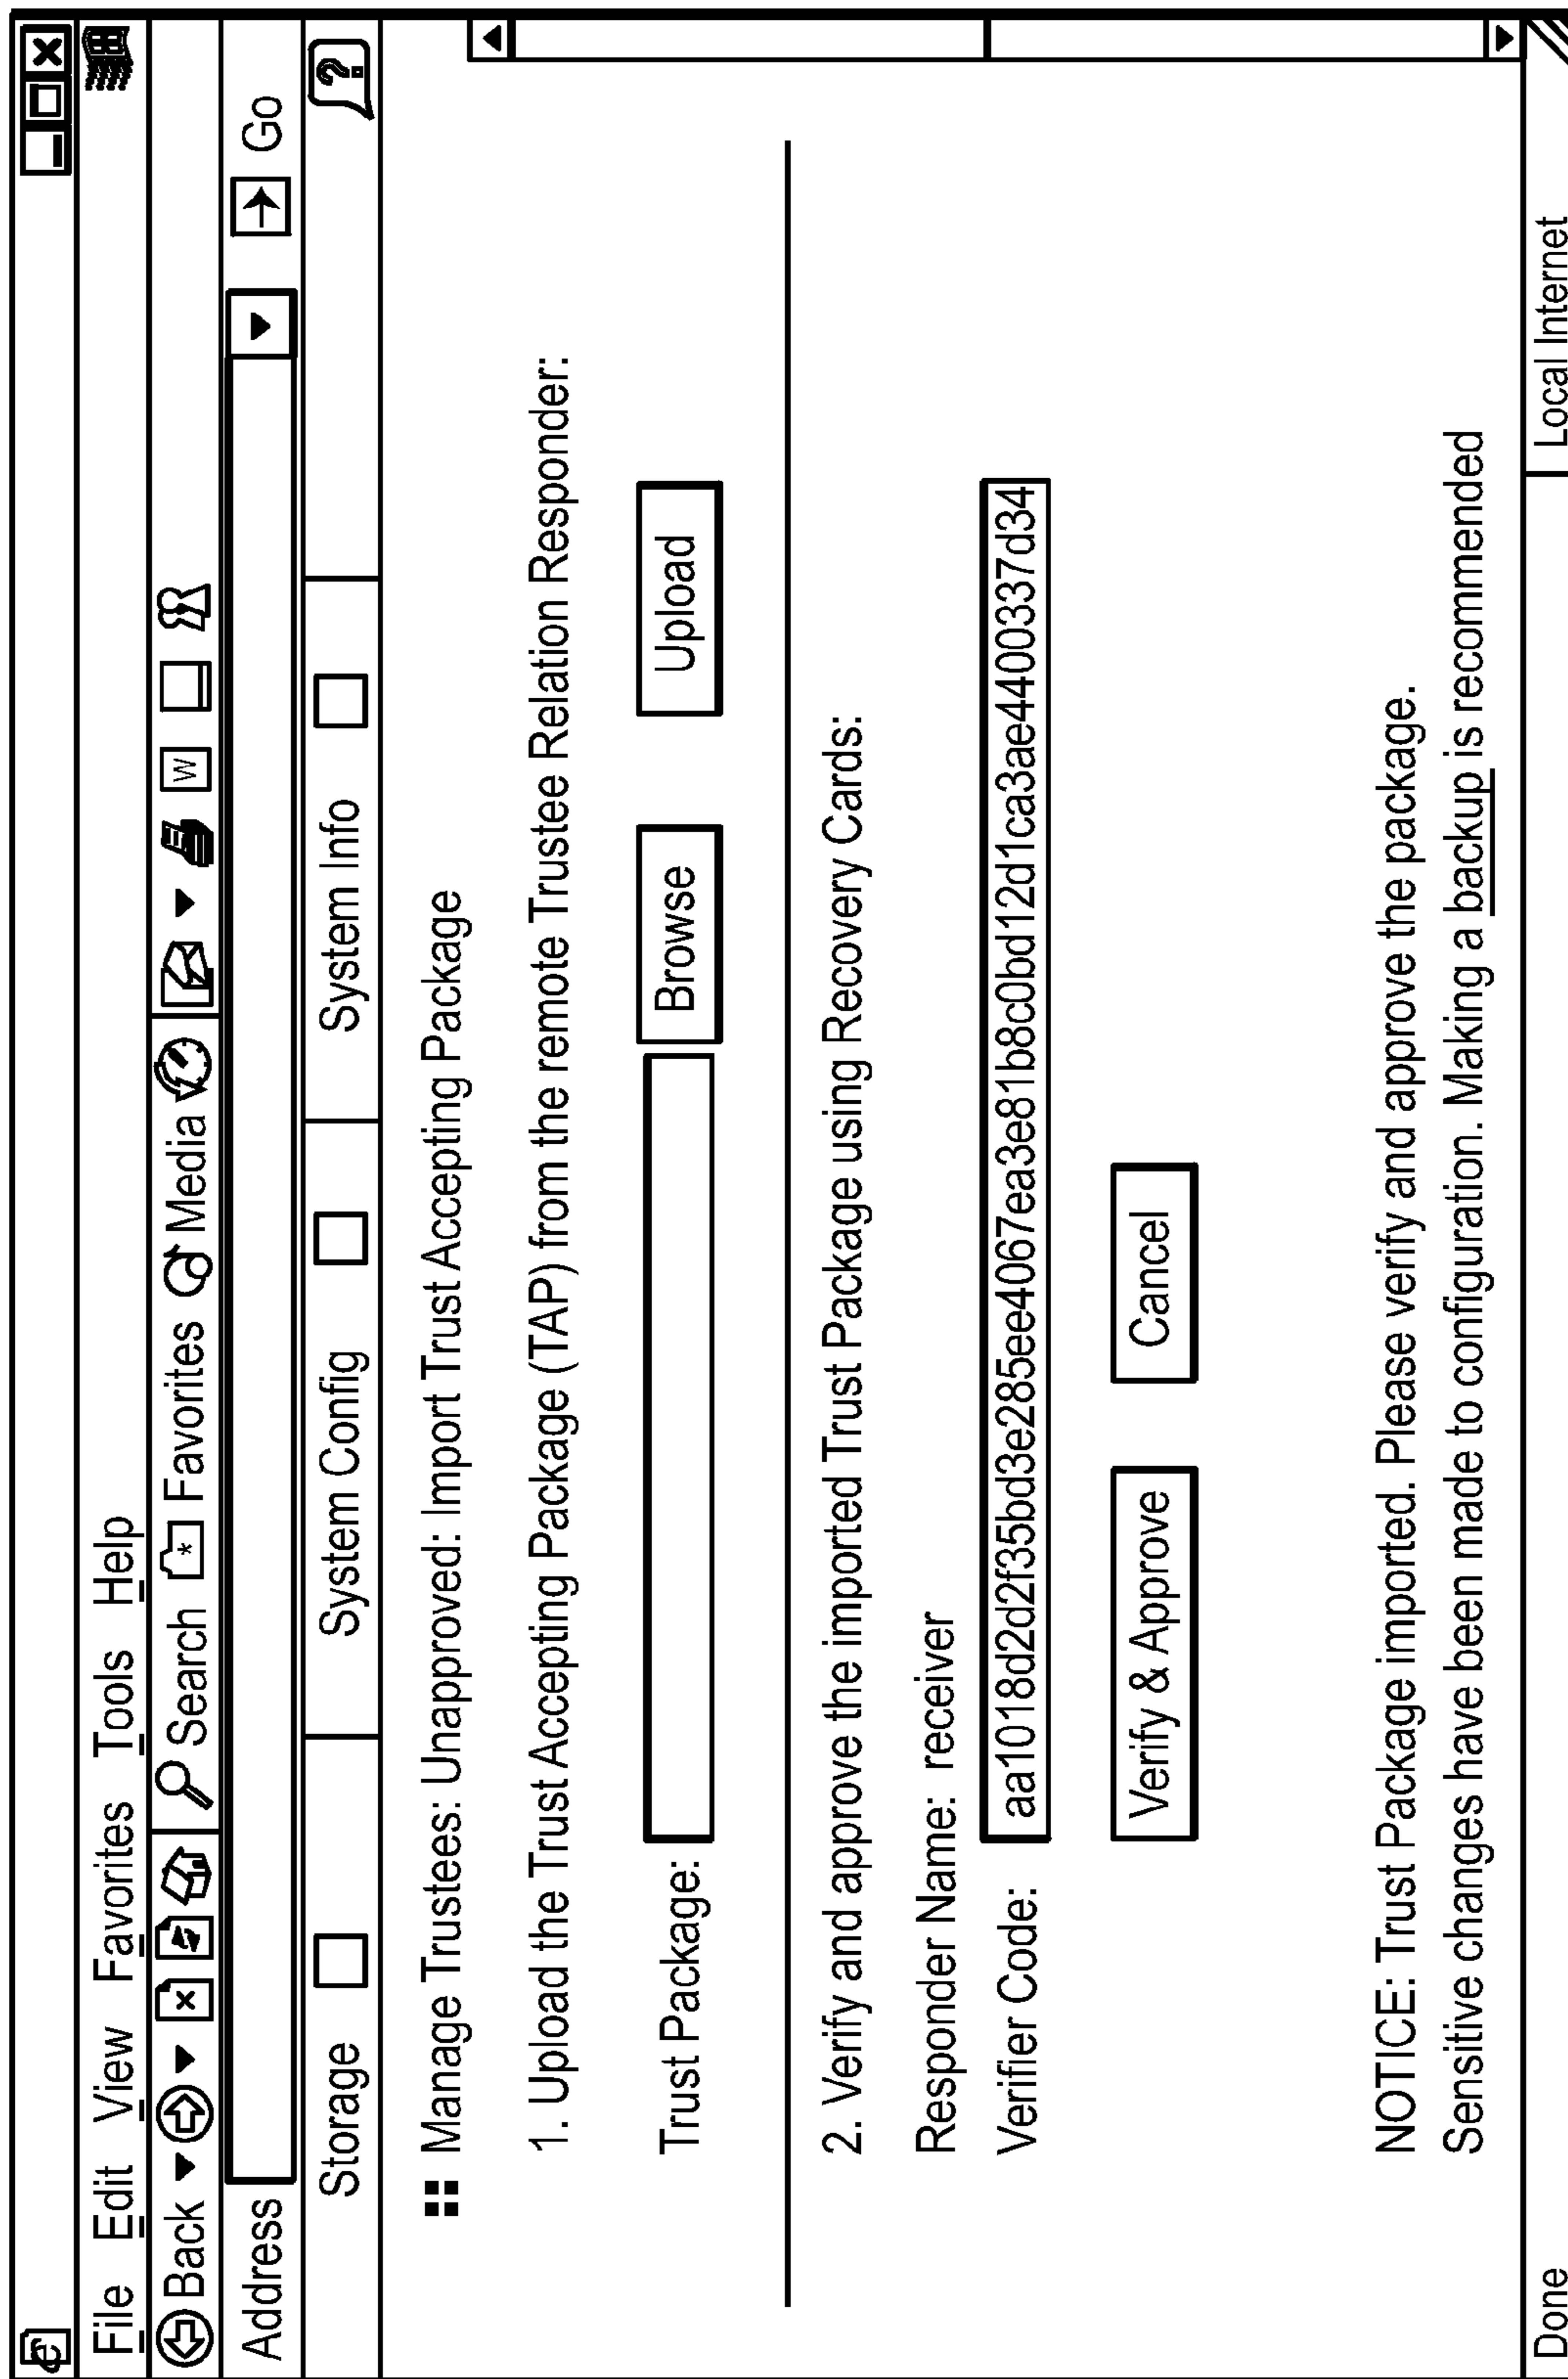 File Edit View Favorites Tools Help
Back Search Favorites Media W
Address Go
Storage System Config System Info ?
Manage Trustees: Unapproved: Import Trust Accepting Package
1. Upload the Trust Accepting Package (TAP) from the remote Trustee Relation Responder:
Trust Package: Browse Upload
2. Verify and approve the imported Trust Package using Recovery Cards:
Responder Name: receiver
Verifier Code: aa1018d2d2f35bd3e285ee4067ea3e81b8c0bd12d1ca3ae4400337d34
Verify & Approve Cancel
NOTICE: Trust Package imported. Please verify and approve the package.
Sensitive changes have been made to configuration. Making a backup is recommended
Done Local Internet